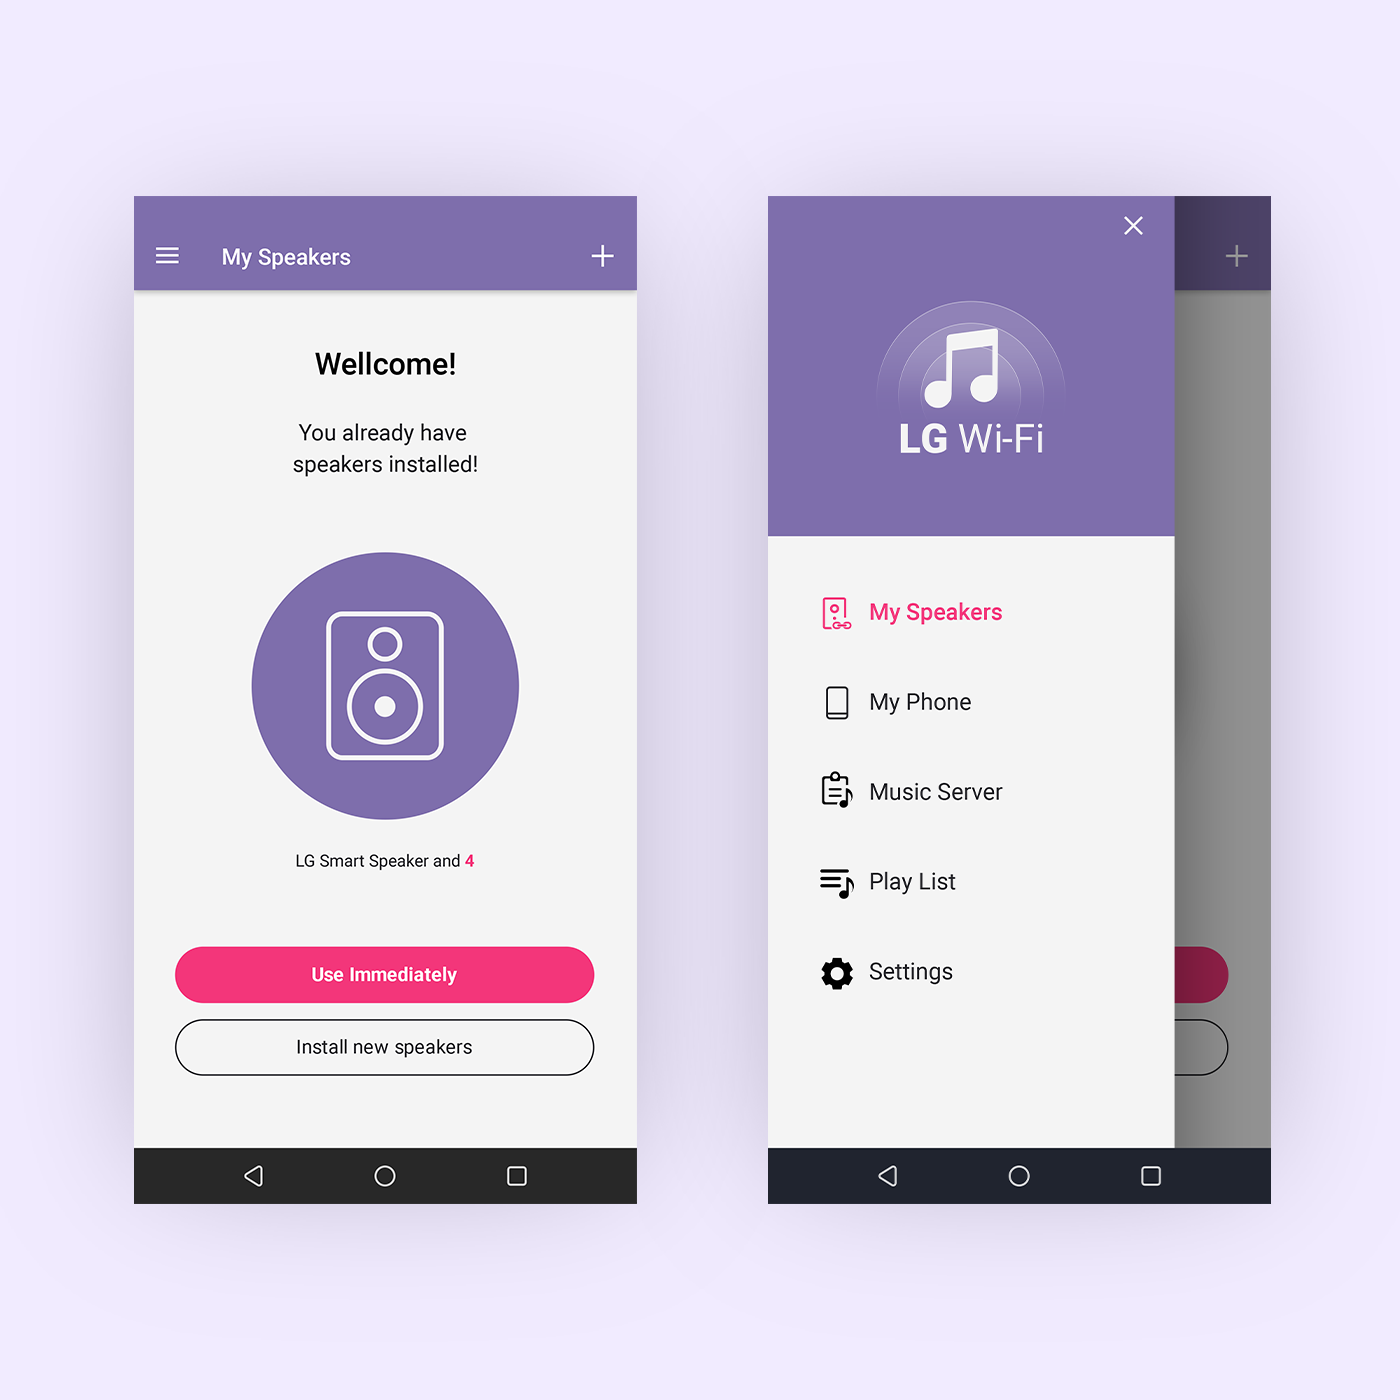 My Speakers
Wellcome!
You already have
speakers installed!
LG Smart Speaker and 4
Use Immediately
Install new speakers
LG Wi-Fi
My Speakers
My Phone
Music Server
Play List
Settings